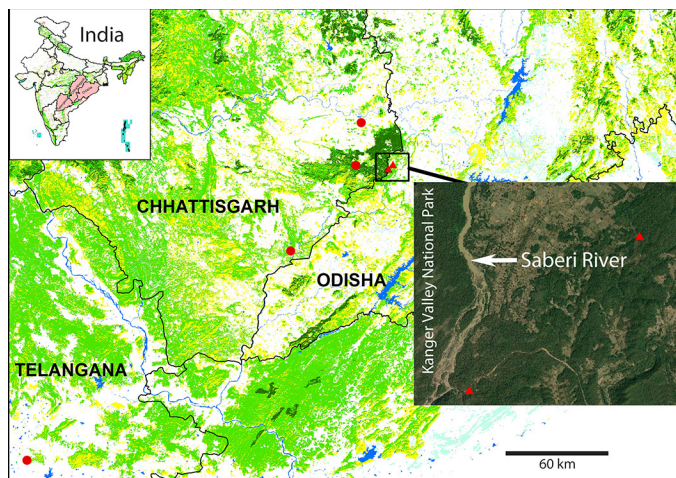 India
CHHATTISGARH
ODISHA
TELANGANA
Kanger Valley National Park
Saberi River
60 km